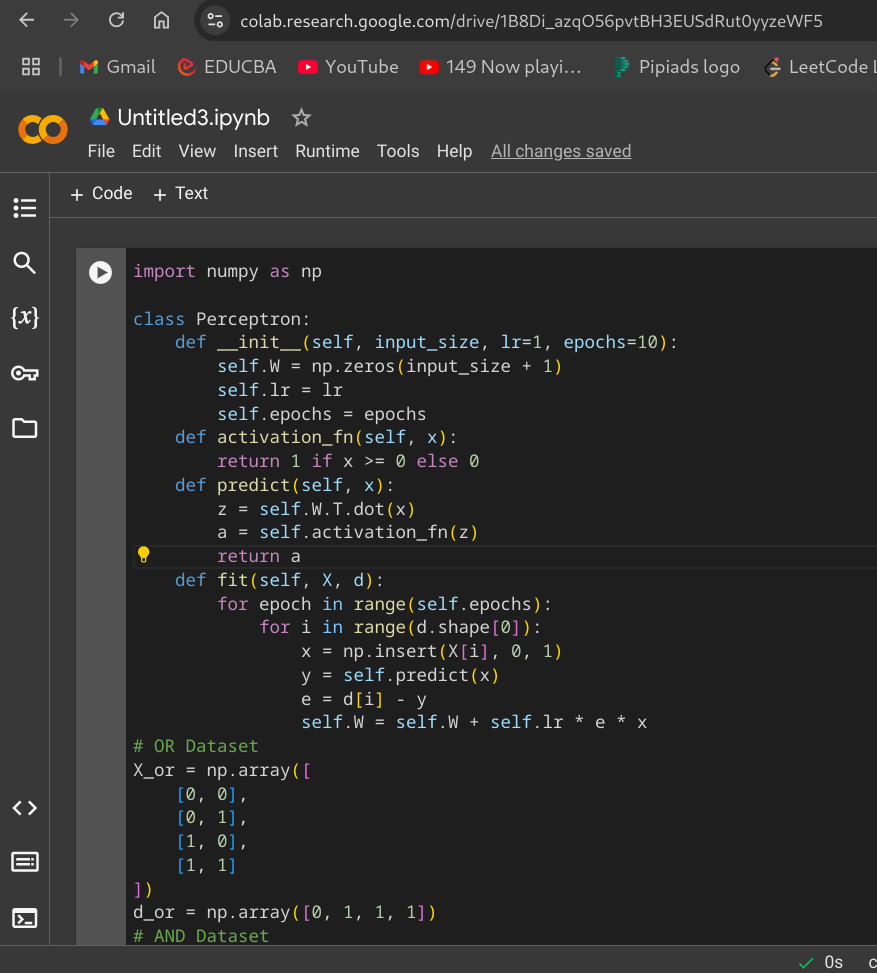 colab.research.google.com/drive/1B8Di_azqO56pvtBH3EUSdRut0yyzeWF5
Gmail EDUCBA YouTube 149 Now playi... Pipiads logo LeetCode
Untitled3.ipynb
File Edit View Insert Runtime Tools Help All changes saved
+ Code + Text
{x}
import numpy as np
class Perceptron:
    def __init__(self, input_size, lr=1, epochs=10):
        self.W = np.zeros(input_size + 1)
        self.lr = lr
        self.epochs = epochs
    def activation_fn(self, x):
        return 1 if x >= 0 else 0
    def predict(self, x):
        z = self.W.T.dot(x)
        a = self.activation_fn(z)
        return a
    def fit(self, X, d):
        for epoch in range(self.epochs):
            for i in range(d.shape[0]):
                x = np.insert(X[i], 0, 1)
                y = self.predict(x)
                e = d[i] - y
                self.W = self.W + self.lr * e * x
# OR Dataset
X_or = np.array([
    [0, 0],
    [0, 1],
    [1, 0],
    [1, 1]
])
d_or = np.array([0, 1, 1, 1])
# AND Dataset
0s